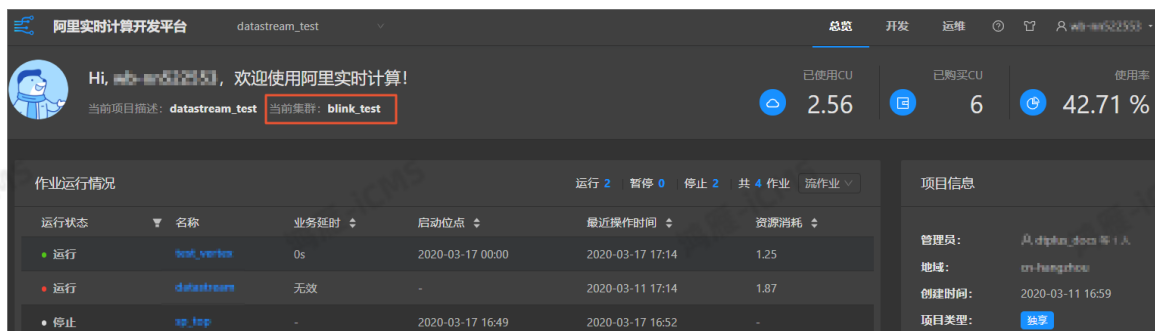 阿里实时计算开发平台 datastream_test 总览 开发 运维
Hi, , 欢迎使用阿里实时计算!
当前项目描述: datastream_test 当前集群: blink_test
已使用CU 已购买CU 使用率
2.56 6 42.71 %
作业运行情况 运行 2 暂停 0 停止 2 共 4 作业 流作业
项目信息
运行状态 名称 业务延时 启动位点 最近操作时间 资源消耗
运行 0s 2020-03-17 00:00 2020-03-17 17:14 1.25
运行 无效 - 2020-03-11 17:14 1.87
停止 - 2020-03-17 16:49 2020-03-17 16:52 -
管理员:
地域:
创建时间: 2020-03-11 16:59
项目类型: 独享